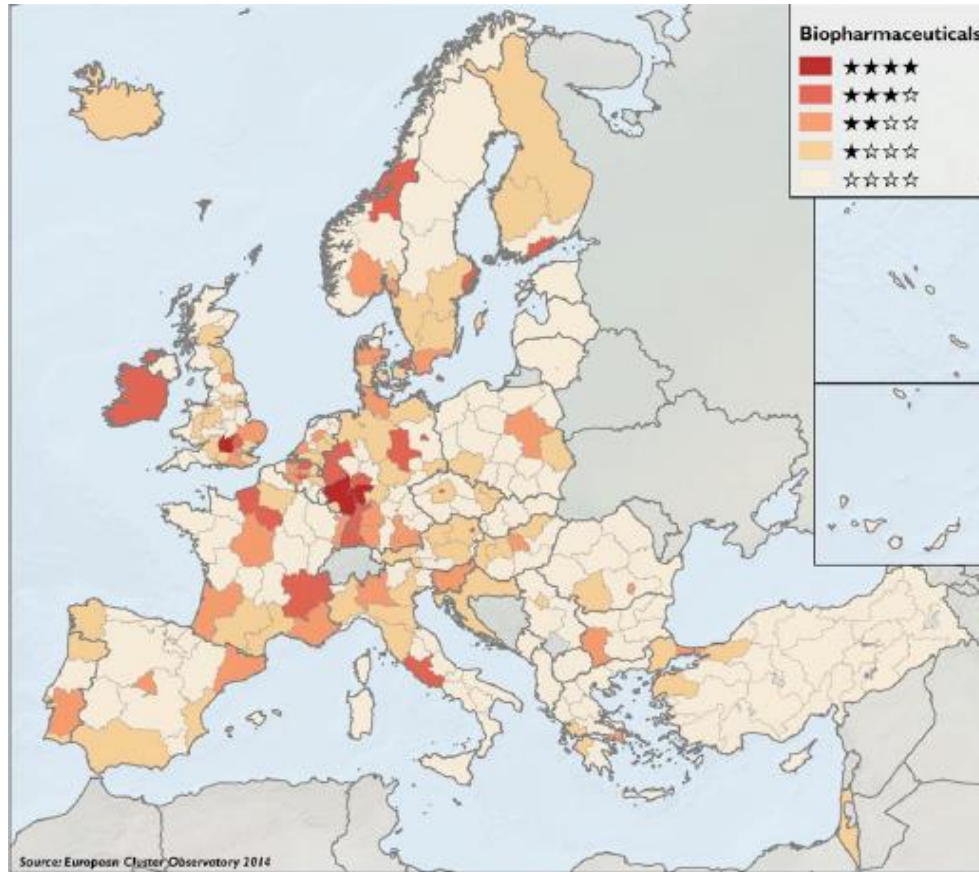 Biopharmaceuticals
★★★★
★★★☆
★★☆☆
★☆☆☆
☆☆☆☆
Source: European Cluster Observatory 2014